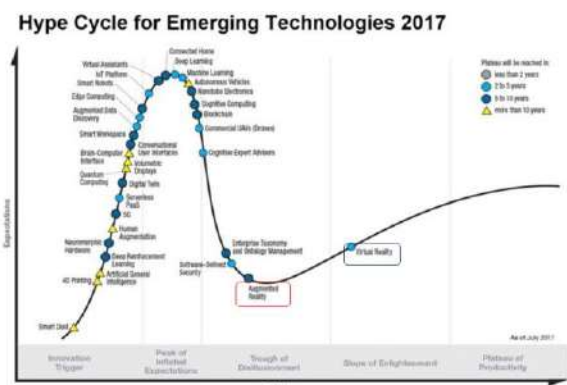 Hype Cycle for Emerging Technologies 2017
Connected Home
Virtual Assistants
Deep Learning
IoT Platform
Machine Learning
Smart Robots
Autonomous Vehicles
Nanotube Electronics
Edge Computing
Cognitive Computing
Augmented Data
Discovery
Blockchain
Commercial UAVs (Drones)
Smart Workspace
Conversational
User Interfaces
Cognitive Expert Advisors
Brain-Computer
Interface
Volumetric
Displays
Quantum
Computing
Digital Twin
Serverless
PaaS
5G
Human
Augmentation
Neuromorphic
Hardware
Deep Reinforcement
Learning
Artificial General
Intelligence
4D Printing
Smart Dust
Enterprise Taxonomy
and Ontology Management
Software-Defined
Security
Augmented
Reality
Virtual Reality
Plateau will be reached in:
less than 2 years
2 to 5 years
5 to 10 years
more than 10 years
Expectations
As of July 2017
Innovation
Trigger
Peak of
Inflated
Expectations
Trough of
Disillusionment
Slope of Enlightenment
Plateau of
Productivity